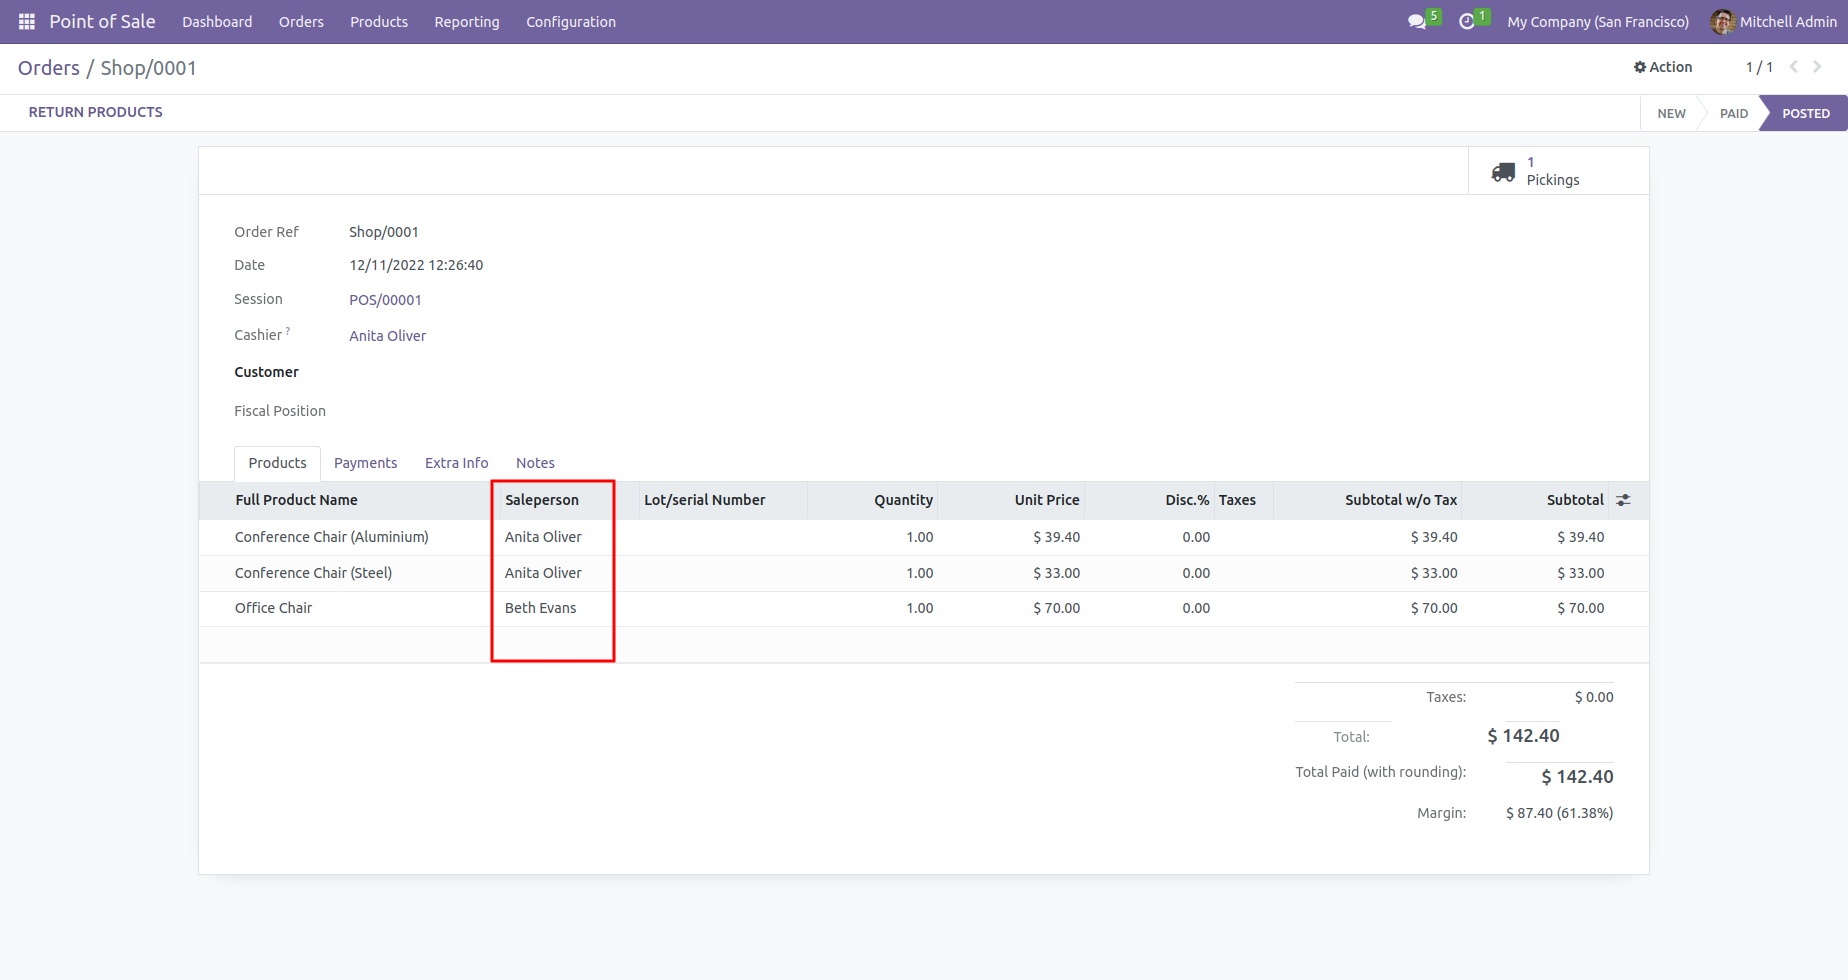 Point of Sale Dashboard Orders Products Reporting Configuration 5 1 My Company (San Francisco) Mitchell Admin
Orders / Shop/0001 Action 1 / 1
RETURN PRODUCTS NEW PAID POSTED
1
Pickings
Order Ref Shop/0001
Date 12/11/2022 12:26:40
Session POS/00001
Cashier ? Anita Oliver
Customer
Fiscal Position
Products Payments Extra Info Notes
Full Product Name Saleperson Lot/serial Number Quantity Unit Price Disc.% Taxes Subtotal w/o Tax Subtotal
Conference Chair (Aluminium) Anita Oliver 1.00 $ 39.40 0.00 $ 39.40 $ 39.40
Conference Chair (Steel) Anita Oliver 1.00 $ 33.00 0.00 $ 33.00 $ 33.00
Office Chair Beth Evans 1.00 $ 70.00 0.00 $ 70.00 $ 70.00
Taxes: $ 0.00
Total: $ 142.40
Total Paid (with rounding): $ 142.40
Margin: $ 87.40 (61.38%)